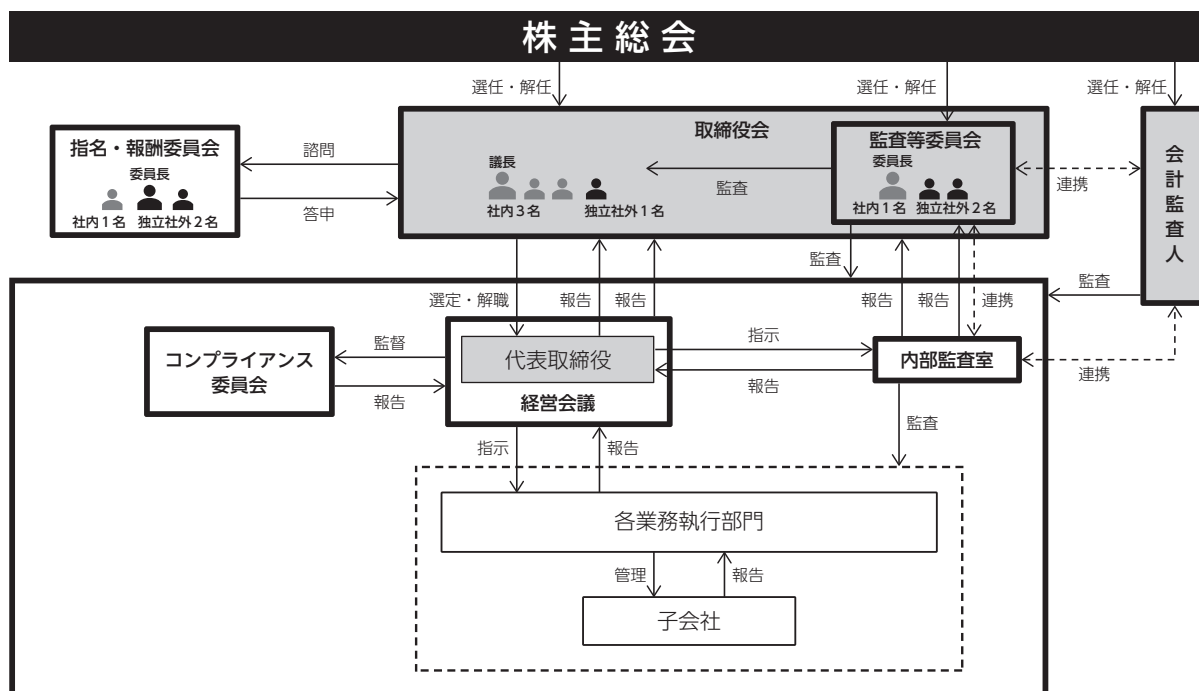 株主総会
選任・解任
選任・解任
選任・解任
指名・報酬委員会
委員長
社内1名 独立社外2名
諮問
答申
取締役会
議長
社内3名 独立社外1名
監査
監査等委員会
委員長
社内1名 独立社外2名
連携
会計監査人
監査
選定・解職
報告
報告
監査
報告
報告
連携
コンプライアンス
委員会
監督
報告
代表取締役
経営会議
指示
報告
内部監査室
連携
指示
報告
監査
各業務執行部門
管理
報告
子会社